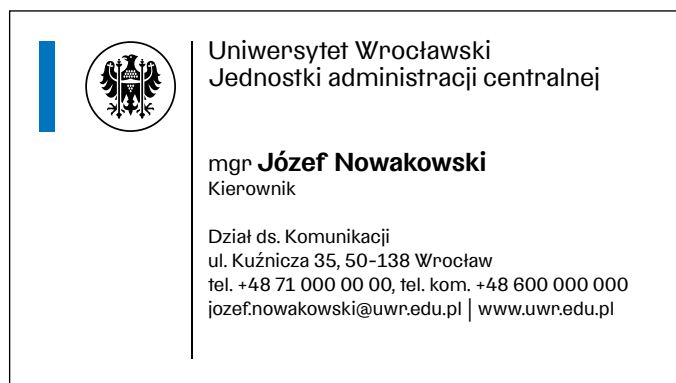 Uniwersytet Wrocławski
Jednostki administracji centralnej
mgr Józef Nowakowski
Kierownik
Dział ds. Komunikacji
ul. Kuźnicza 35, 50-138 Wrocław
tel. +48 71 000 00 00, tel. kom. +48 600 000 000
jozef.nowakowski@uwr.edu.pl | www.uwr.edu.pl